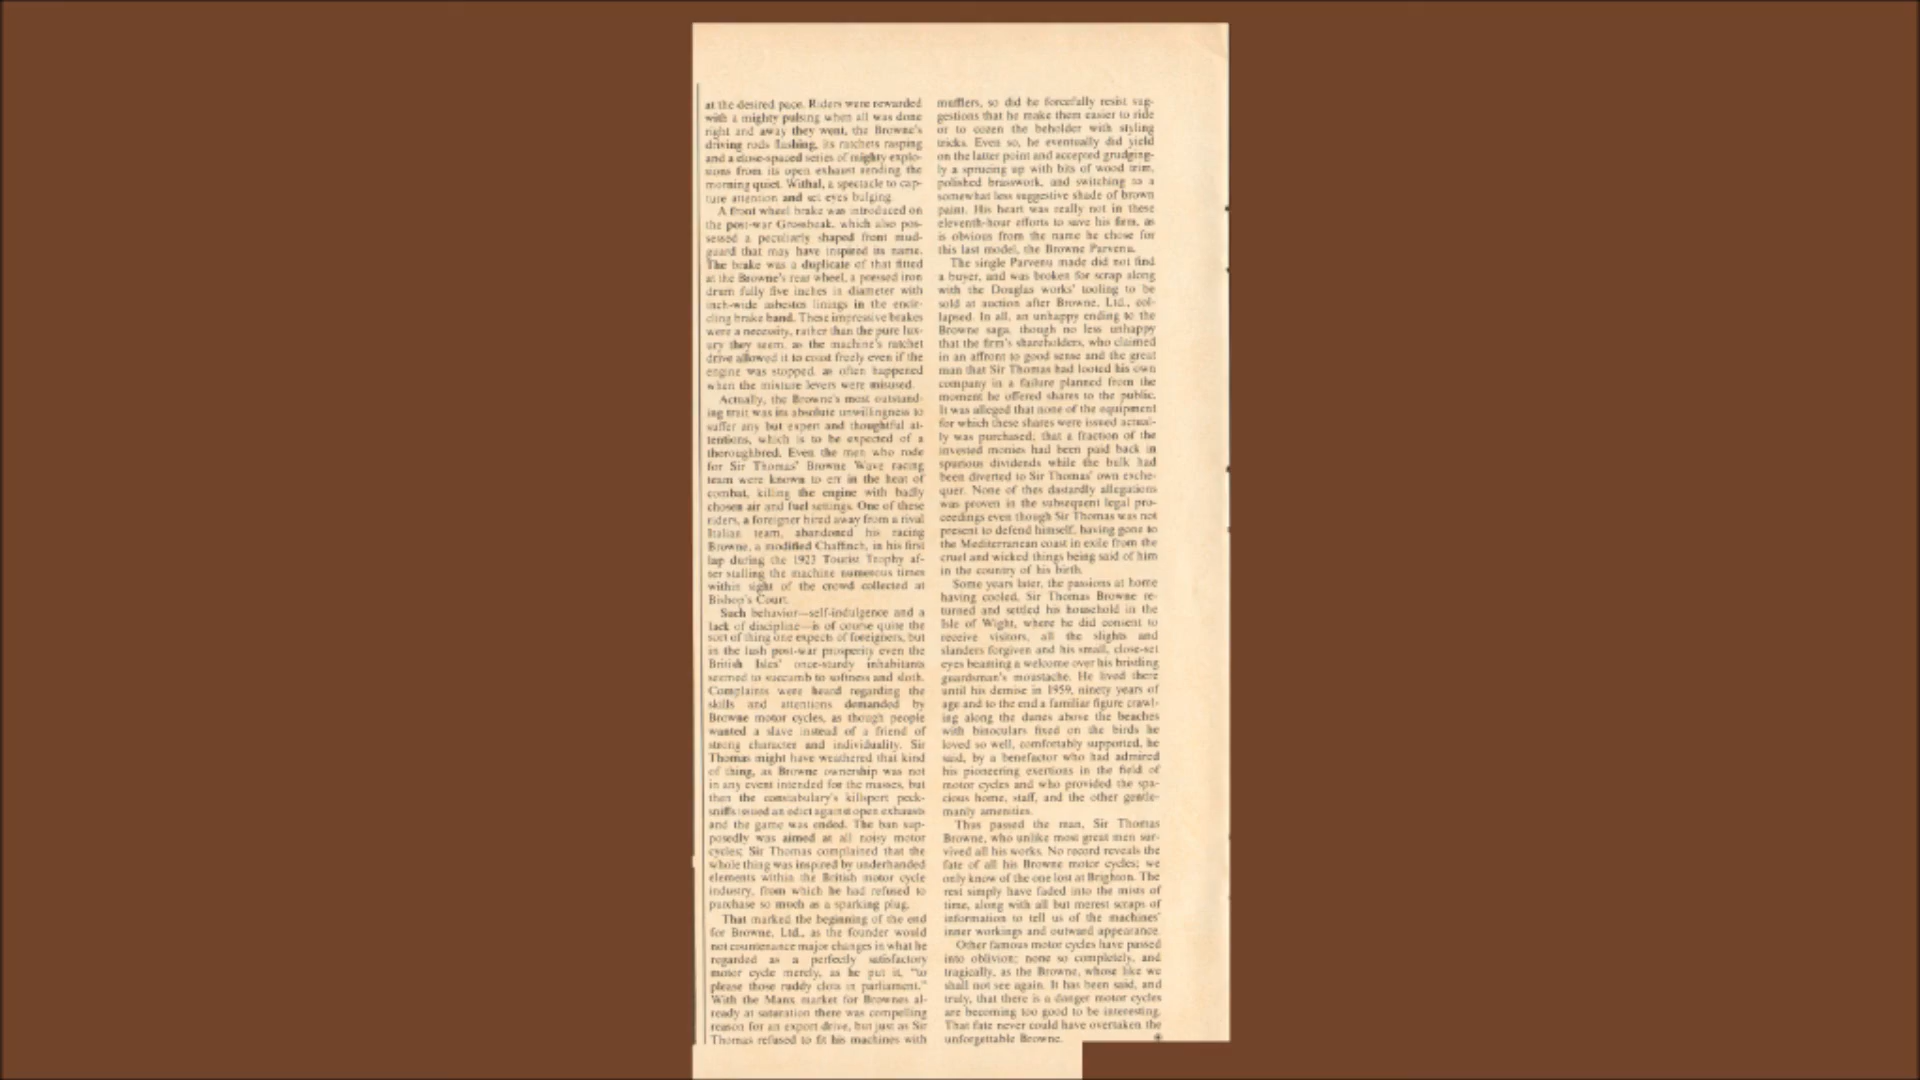 at the desired pace. Riders were rewarded
with a mighty pulsing when all was done
right and away they went, the Browne's
driving rods flashing, its ratchets rasping
and a close-spaced series of mighty explo-
sions from its open exhaust rending the
morning quiet. Withal, a spectacle to cap-
ture attention and set eyes bulging.
A front wheel brake was introduced on
the post-war Grossbeak, which also pos-
sessed a peculiarly shaped front mud-
guard that may have inspired its name.
The brake was a duplicate of that fitted
at the Browne's rear wheel, a pressed iron
drum fully five inches in diameter with
inch-wide asbestos linings in the encir-
cling brake band. These impressive brakes
were a necessity, rather than the pure lux-
ury they seem, as the machine's ratchet
drive allowed it to coast freely even if the
engine was stopped, as often happened
when the mixture levers were misused.
Actually, the Browne's most outstand-
ing trait was its absolute unwillingness to
suffer any but expert and thoughtful at-
tentions, which is to be expected of a
thoroughbred. Even the men who rode
for Sir Thomas' Browne Wave racing
team were known to err in the heat of
combat, killing the engine with badly
chosen air and fuel settings. One of these
riders, a foreigner hired away from a rival
Italian team, abandoned his racing
Browne, a modified Chaffinch, in his first
lap during the 1923 Tourist Trophy af-
ter stalling the machine numerous times
within sight of the crowd collected at
Bishop's Court.
Such behavior—self-indulgence and a
lack of discipline—is of course quite the
sort of thing one expects of foreigners, but
in the lush post-war prosperity even the
British Isles' once-sturdy inhabitants
seemed to succumb to softness and sloth.
Complaints were heard regarding the
skills and attentions demanded by
Browne motor cycles, as though people
wanted a slave instead of a friend of
strong character and individuality. Sir
Thomas might have weathered that kind
of thing, as Browne ownership was not
in any event intended for the masses, but
then the constabulary's killsport peck-
sniffs issued an edict against open exhausts
and the game was ended. The ban sup-
posedly was aimed at all noisy motor
cycles; Sir Thomas complained that the
whole thing was inspired by underhanded
elements within the British motor cycle
industry, from which he had refused to
purchase so much as a sparking plug.
That marked the beginning of the end
for Browne, Ltd., as the founder would
not countenance major changes in what he
regarded as a perfectly satisfactory
motor cycle merely, as he put it, "to
please those ruddy clots in parliament."
With the Manx market for Brownes al-
ready at saturation there was compelling
reason for an export drive, but just as Sir
Thomas refused to fit his machines with
mufflers, so did he forcefully resist sug-
gestions that he make them easier to ride
or to cozen the beholder with styling
tricks. Even so, he eventually did yield
on the latter point and accepted grudging-
ly a sprucing up with bits of wood trim,
polished brasswork, and switching to a
somewhat less suggestive shade of brown
paint. His heart was really not in these
eleventh-hour efforts to save his firm, as
is obvious from the name he chose for
this last model, the Browne Parvenu.
The single Parvenu made did not find
a buyer, and was broken for scrap along
with the Douglas works' tooling to be
sold at auction after Browne, Ltd., col-
lapsed. In all, an unhappy ending to the
Browne saga, though no less unhappy
that the firm's shareholders, who claimed
in an affront to good sense and the great
man that Sir Thomas had looted his own
company in a failure planned from the
moment he offered shares to the public.
It was alleged that none of the equipment
for which these shares were issued actual-
ly was purchased; that a fraction of the
invested monies had been paid back in
spurious dividends while the bulk had
been diverted to Sir Thomas' own exche-
quer. None of thes dastardly allegations
was proven in the subsequent legal pro-
ceedings even though Sir Thomas was not
present to defend himself, having gone to
the Mediterranean coast in exile from the
cruel and wicked things being said of him
in the country of his birth.
Some years later, the passions at home
having cooled, Sir Thomas Browne re-
turned and settled his household in the
Isle of Wight, where he did consent to
receive visitors, all the slights and
slanders forgiven and his small, close-set
eyes beaming a welcome over his bristling
guardsman's moustache. He lived there
until his demise in 1959, ninety years of
age and to the end a familiar figure crawl-
ing along the dunes above the beaches
with binoculars fixed on the birds he
loved so well, comfortably supported, he
said, by a benefactor who had admired
his pioneering exertions in the field of
motor cycles and who provided the spa-
cious home, staff, and the other gentle-
manly amenities.
Thus passed the man, Sir Thomas
Browne, who unlike most great men sur-
vived all his works. No record reveals the
fate of all his Browne motor cycles; we
only know of the one lost at Brighton. The
rest simply have faded into the mists of
time, along with all but merest scraps of
information to tell us of the machines'
inner workings and outward appearance.
Other famous motor cycles have passed
into oblivion; none so completely, and
tragically, as the Browne, whose like we
shall not see again. It has been said, and
truly, that there is a danger motor cycles
are becoming too good to be interesting.
That fate never could have overtaken the
unforgettable Browne.